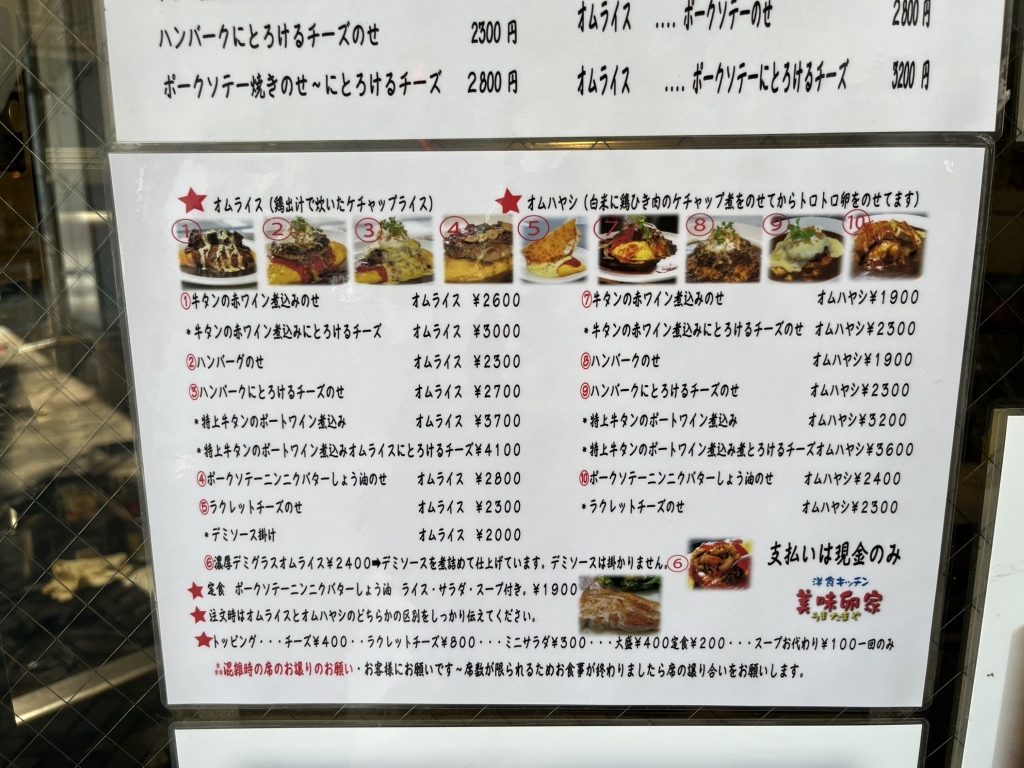 ハンバークにとろけるチーズのせ 2300円
ポークソテー焼きのせ~にとろけるチーズ 2800円
オムライス ....ポークソテーのせ 2800円
オムライス ....ポークソテーにとろけるチーズ 3200円
★ オムライス(鶏出汁で炊いたケチャップライス)
★ オムハヤシ(白米に鶏ひき肉のケチャップ煮をのせてからトロトロ卵をのせて ます)
① ② ③ ④ ⑤ ⑦ ⑧ ⑨ ⑩
①牛タンの赤ワイン煮込みのせ オムライス ¥2600
*牛タンの赤ワイン煮込みにとろけるチーズ オムライス ¥3000
②ハンバーグのせ オムライス ¥2300
③ハンバークにとろけるチーズのせ オムライス ¥2700
*特上牛タンのポートワイン煮込み オムライス ¥3700
*特上牛タンのポートワイン煮込みオムライスにとろけるチーズ¥4100
④ポークソテーニンニクバターしょう油のせ オムライス ¥2800
⑤ラクレットチーズのせ オムライス ¥2300
*デミソース掛け オムライス ¥2000
⑦牛タンの赤ワイン煮込みのせ オムハヤシ¥1900
*牛タンの赤ワイン煮込みにとろけるチーズのせ オムハヤシ¥2300
⑧ハンバークのせ オムハヤシ¥1900
⑨ハンバークにとろけるチーズのせ オムハヤシ¥2300
*特上牛タンのポートワイン煮込み オムハヤシ¥3200
*特上牛タンのポートワイン煮込み煮とろけるチーズオムハヤシ¥3600
⑩ポークソテーニンニクバターしょう油のせ オムハヤシ¥2400
*ラクレットチーズのせ オムハヤシ¥2300
⑥濃厚デミグラスオムライス¥2400➡デミソースを煮詰めて仕上げています。デミソースは掛かりません。
⑥
支払いは現金のみ
★定食 ポークソテーニンニクバターしょう油 ライス・サラダ・スープ付き。¥1900
洋食キッチン
美味卵家
うまたまや
★注文時はオムライスとオムハヤシのどちらかの区別をしっかり伝えてください。
★トッピング・・・チーズ¥400・・ラクレットチーズ¥800・・・ミニサラダ¥300・・・大盛¥400定食¥200・・・スープお代わり¥100一回のみ
※混雑時の席のお譲りのお願い・お客様にお願いです~席数が限られるためお食事が終わりましたら席の譲り合いをお願いします。